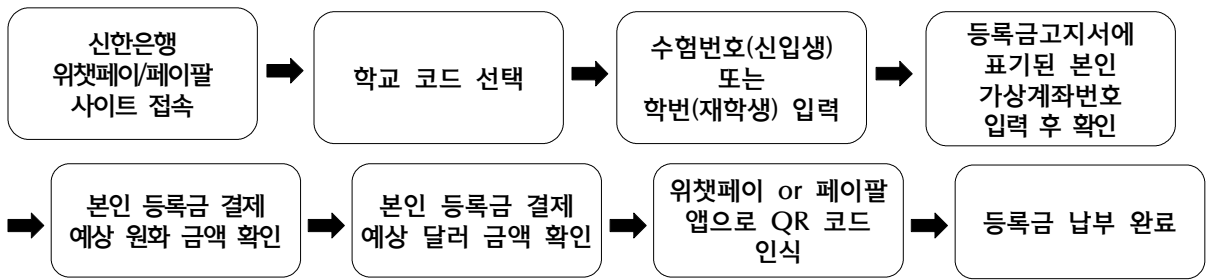 신한은행
위챗페이/페이팔
사이트 접속
학교 코드 선택
수험번호(신입생)
또는
학번(재학생) 입력
등록금고지서에
표기된 본인
가상계좌번호
입력 후 확인
본인 등록금 결제
예상 원화 금액 확인
본인 등록금 결제
예상 달러 금액 확인
위챗페이 or 페이팔
앱으로 QR 코드
인식
등록금 납부 완료